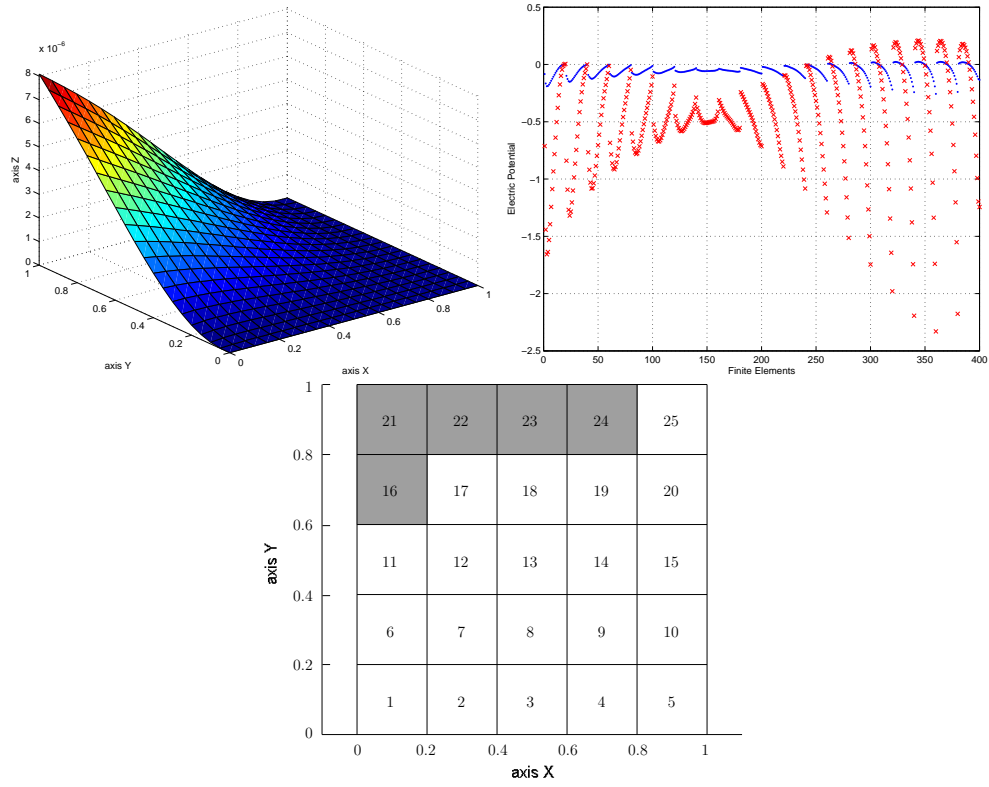 x 10⁻⁶
8
7
6
5
4
3
2
1
0
axis Z
1
0.8
0.6
0.4
0.2
0
axis Y
0
0.2
0.4
0.6
0.8
1
axis X
0.5
0
−0.5
−1
−1.5
−2
−2.5
Electric Potential
0 50 100 150 200 250 300 350 400
Finite Elements
1
0.8
0.6
0.4
0.2
0
axis Y
21 22 23 24 25
16 17 18 19 20
11 12 13 14 15
6 7 8 9 10
1 2 3 4 5
0 0.2 0.4 0.6 0.8 1
axis X